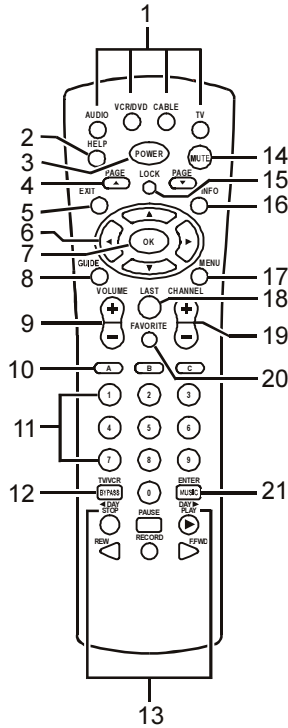 1
AUDIO VCR/DVD CABLE TV
2 HELP
3 POWER MUTE 14
4 PAGE LOCK PAGE 15
5 EXIT INFO 16
6
7 OK
8 GUIDE MENU 17
VOLUME LAST CHANNEL 18
9 + + 19
− −
FAVORITE 20
10 A B C
11 1 2 3
4 5 6
7 8 9
TV/VCR ENTER
12 BYPASS 0 MUSIC 21
◄DAY DAY►
STOP PAUSE PLAY
REW RECORD F.FWD
13